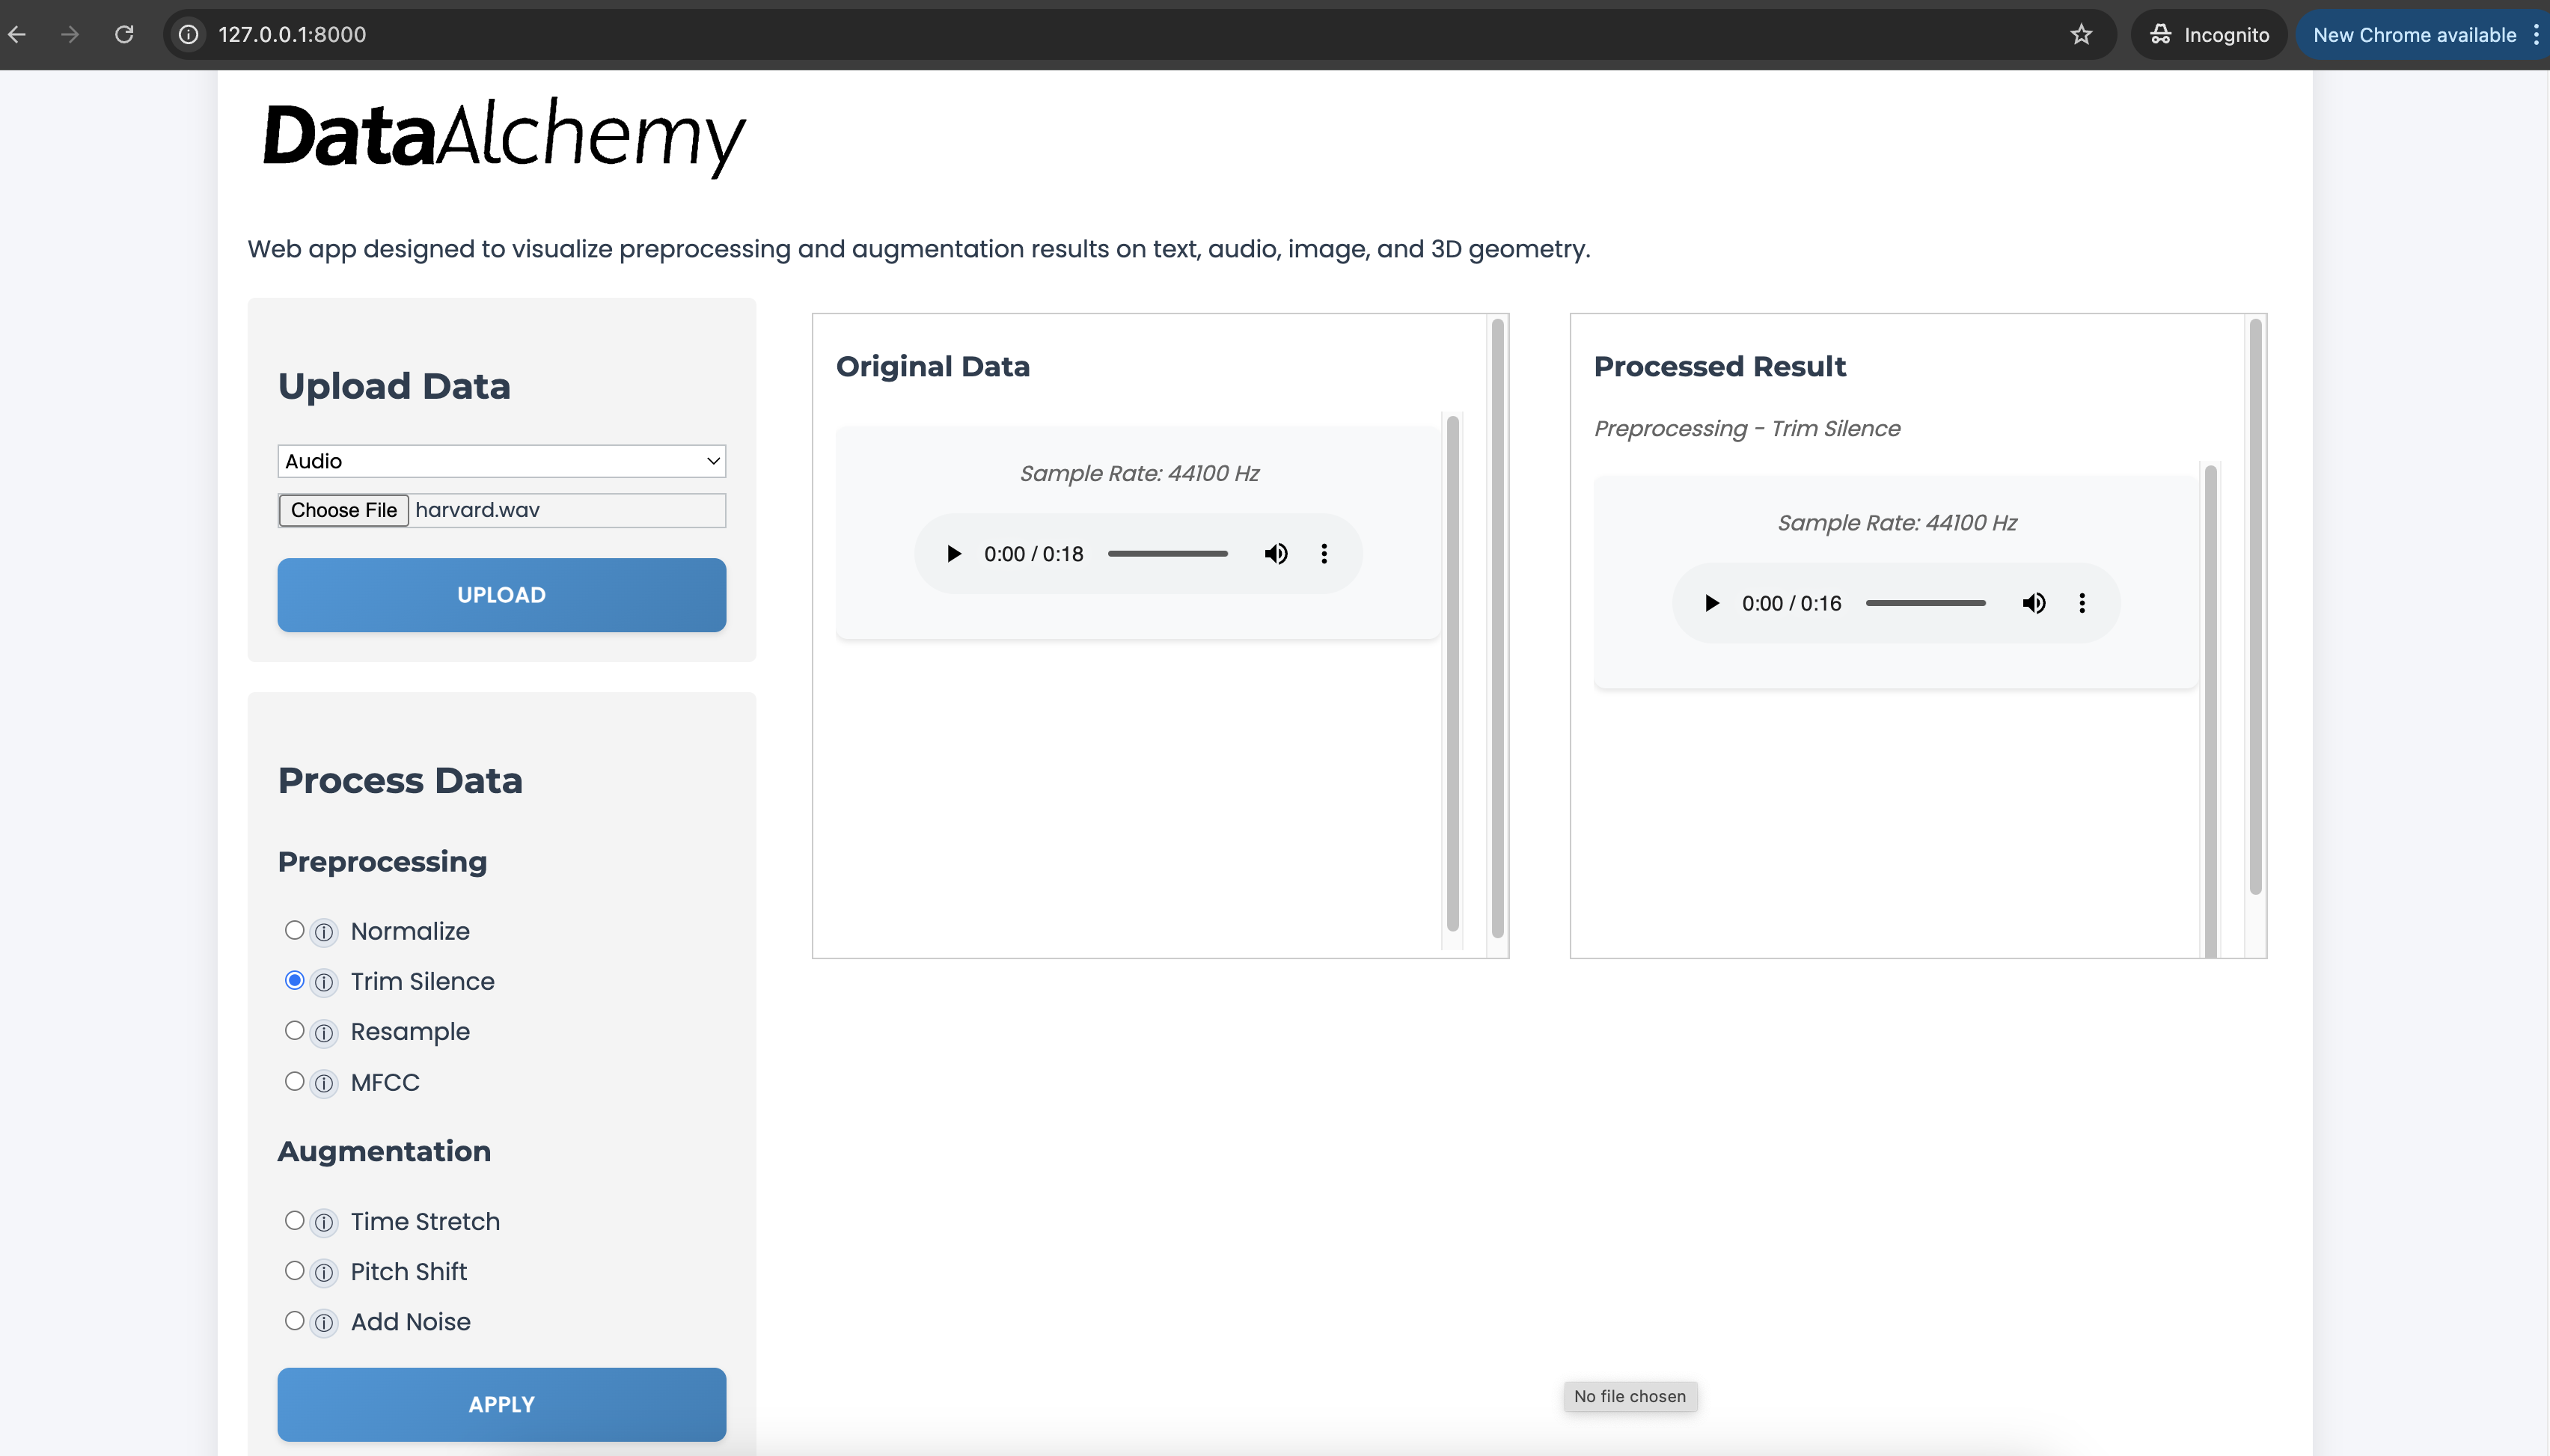 127.0.0.1:8000
Incognito
New Chrome available
DataAlchemy
Web app designed to visualize preprocessing and augmentation results on text, audio, image, and 3D geometry.
Upload Data
Audio
Choose File harvard.wav
UPLOAD
Process Data
Preprocessing
Normalize
Trim Silence
Resample
MFCC
Augmentation
Time Stretch
Pitch Shift
Add Noise
APPLY
Original Data
Sample Rate: 44100 Hz
0:00 / 0:18
Processed Result
Preprocessing - Trim Silence
Sample Rate: 44100 Hz
0:00 / 0:16
No file chosen